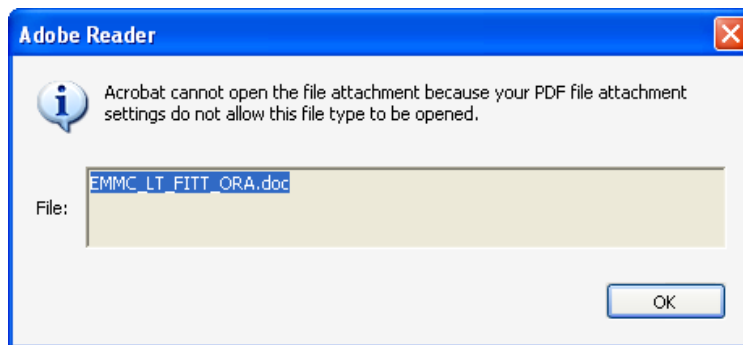 Adobe Reader
Acrobat cannot open the file attachment because your PDF file attachment
settings do not allow this file type to be opened.
EMMC_LT_FITT_ORA.doc
File:
OK